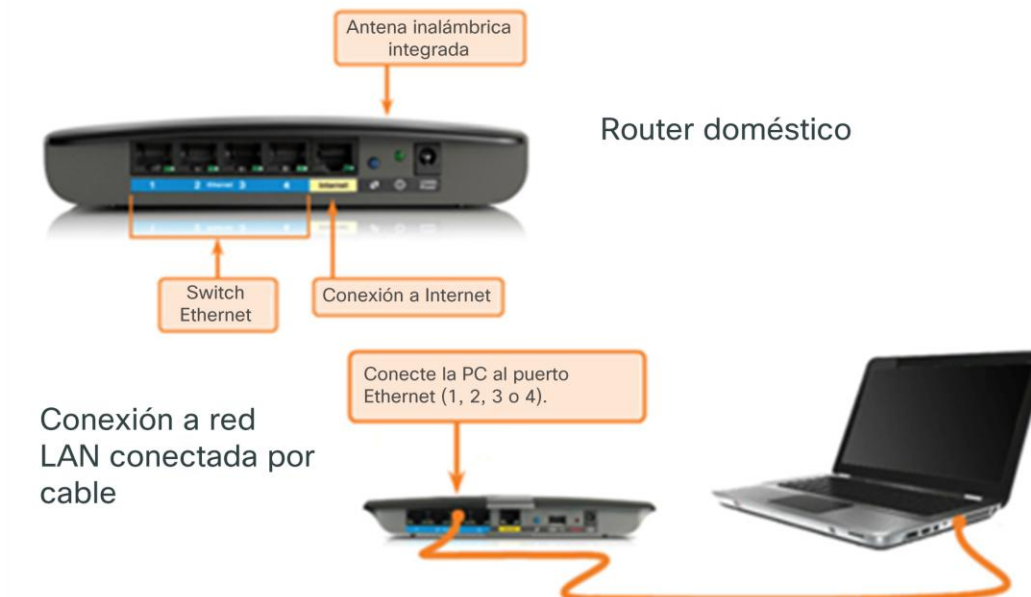 Antena inalámbrica
integrada
Router doméstico
1 2 Ethernet 3 4 Internet
Switch
Ethernet
Conexión a Internet
Conecte la PC al puerto
Ethernet (1, 2, 3 o 4).
Conexión a red
LAN conectada por
cable